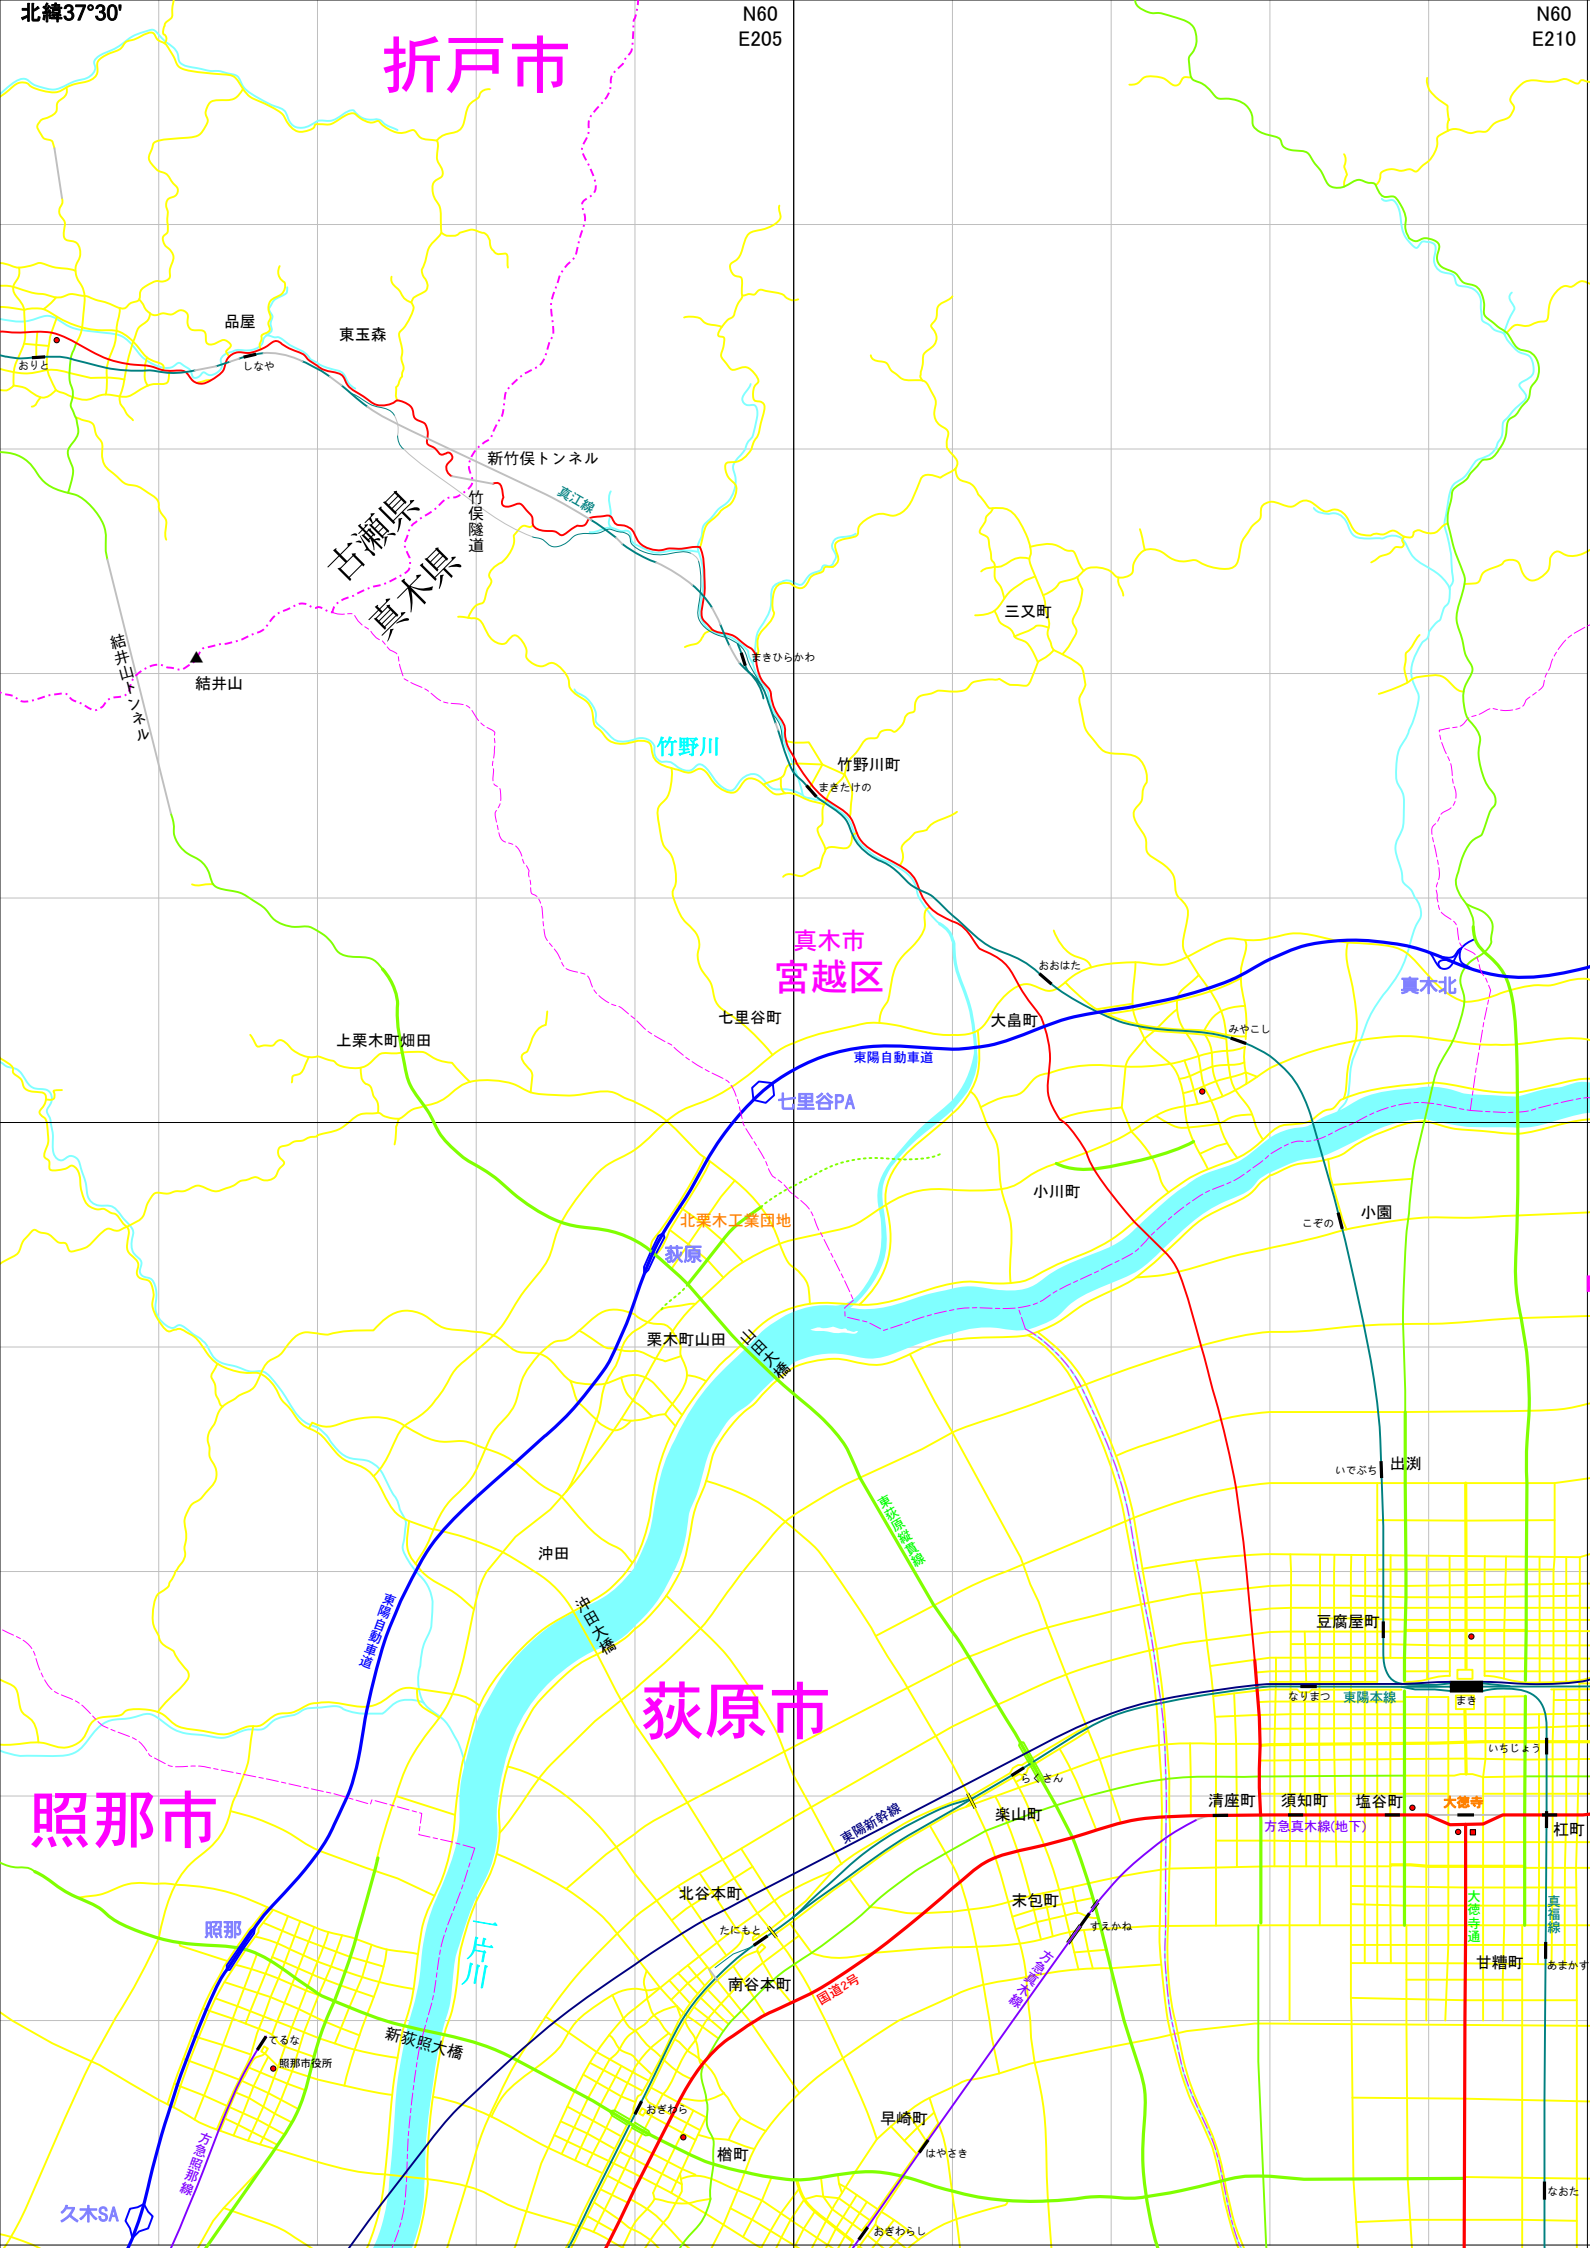 北緯37°30'
N60
E205
N60
E210
折戸市
品屋
東玉森
おりと
しなや
新竹俣トンネル
真江線
竹俣隧道
古瀬県
真木県
三又町
結井山トンネル
結井山
まきひらかわ
竹野川
竹野川町
まきたけの
真木市
宮越区
おおはた
真木北
七里谷町
大畠町
みやこし
上栗木町畑田
東陽自動車道
七里谷PA
小川町
小園
こぞの
北栗木工業団地
荻原
栗木町山田
山田大橋
いでぶち
出渕
東荻原縦貫線
沖田
沖田大橋
東陽自動車道
豆腐屋町
荻原市
なりまつ
東陽本線
まき
いちじょう
らくさん
照那市
東陽新幹線
楽山町
清座町
須知町
塩谷町
大徳寺
方急真木線(地下)
杠町
北谷本町
末包町
大徳寺通
真福線
照那
たにもと
すえかね
一片川
方急真木線
甘糟町
あまかす
南谷本町
国道2号
てるな
新荻照大橋
照那市役所
おぎわら
早崎町
はやさき
楢町
方急照那線
久木SA
なおた
おぎわらし